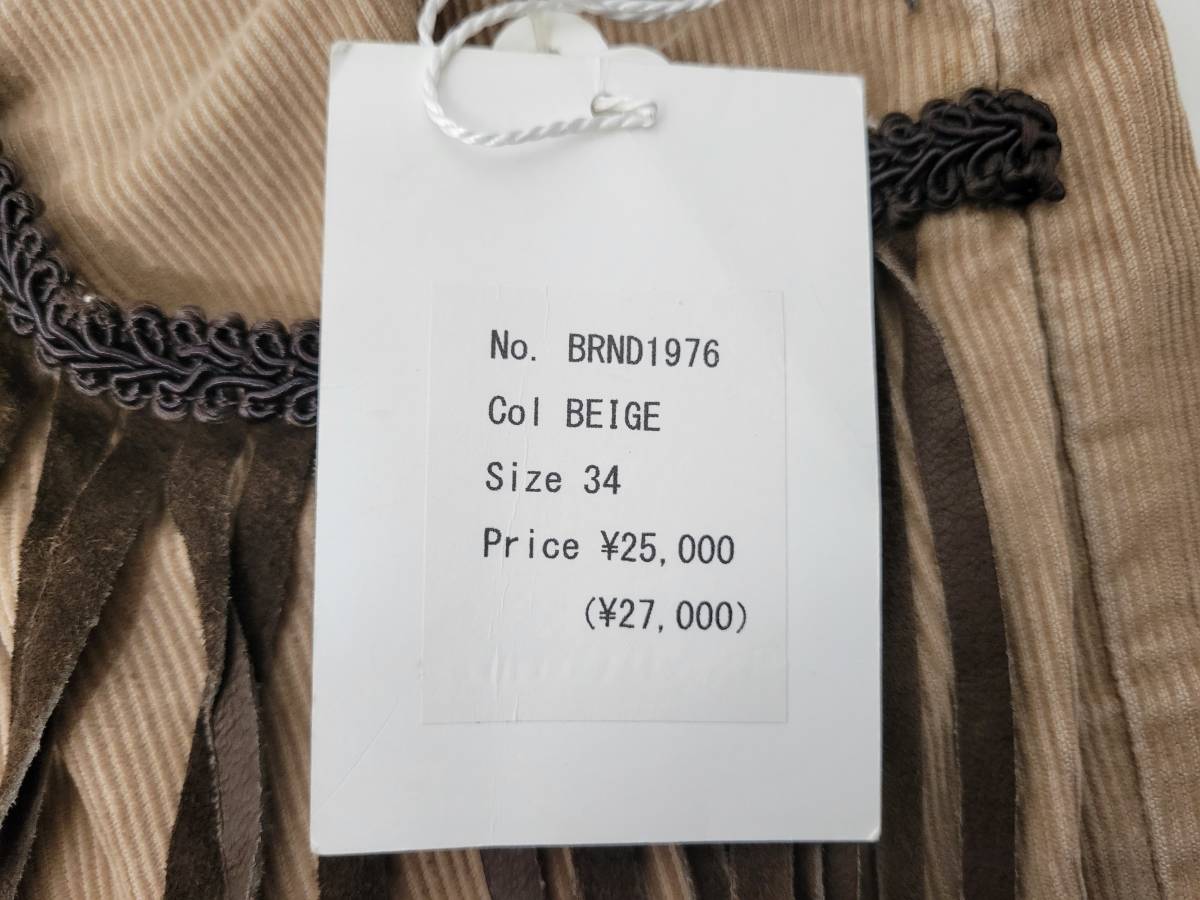 No. BRND1976
Col BEIGE
Size 34
Price ¥25,000
(¥27,000)